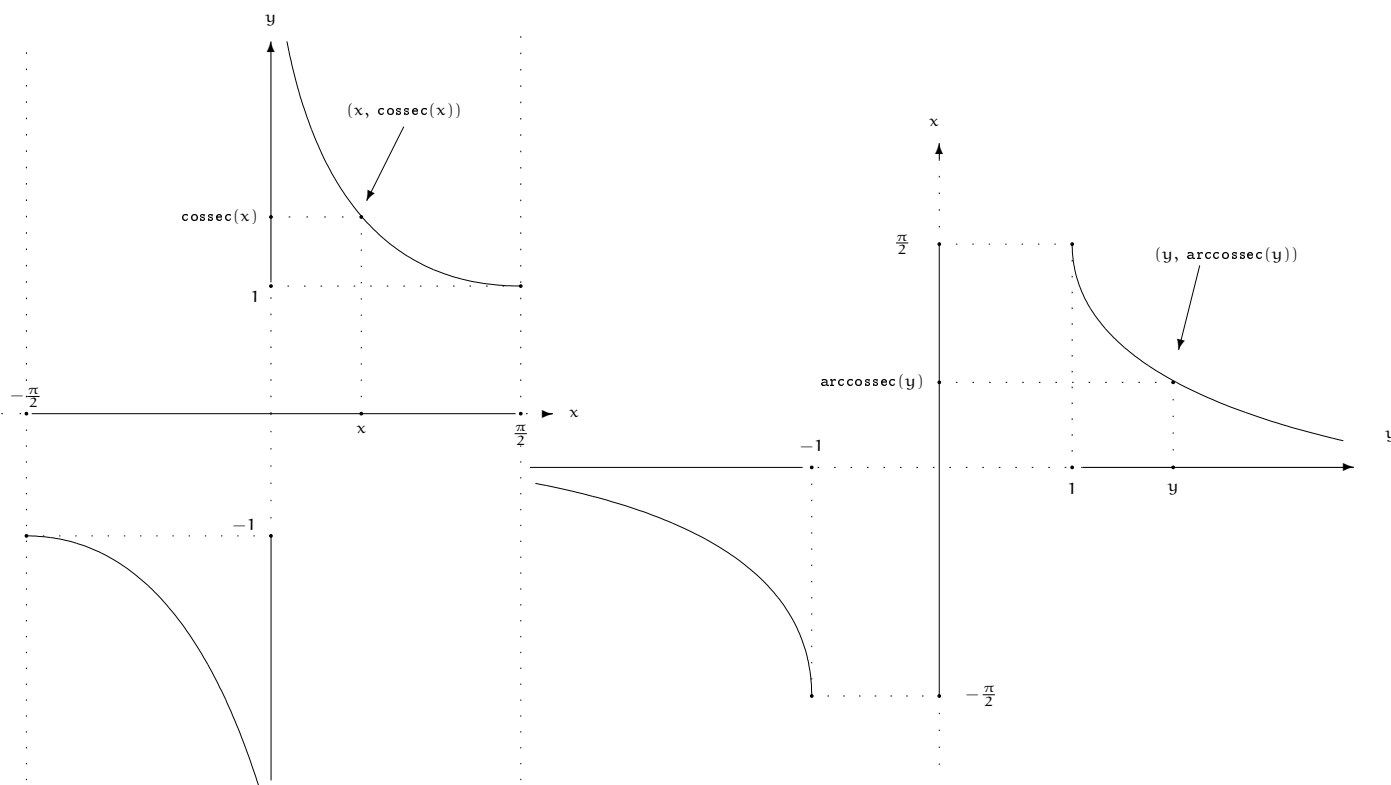 y
(x, cossec(x))
cossec(x)
1
−π/2
x
x
π/2
−1
x
π/2
(y, arccossec(y))
arccossec(y)
y
−1
1
y
−π/2